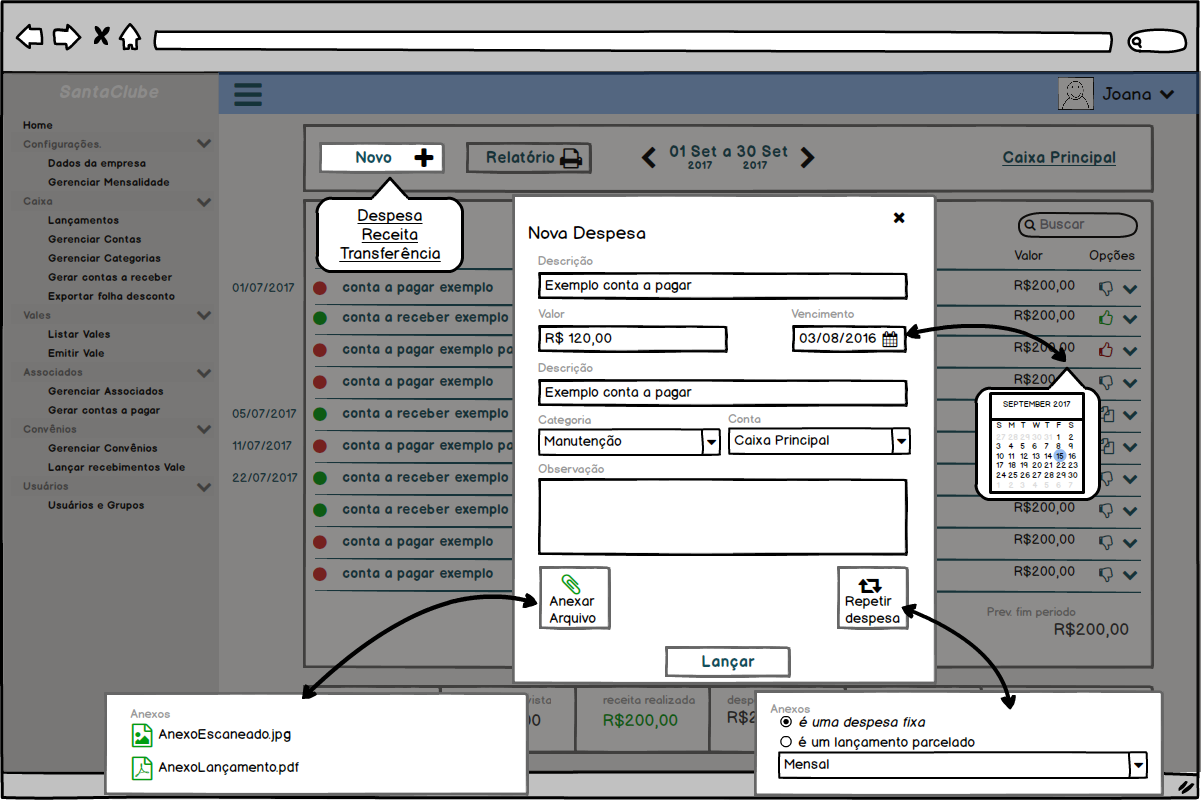 SantaClube
Joana
Home
Configurações.
Dados da empresa
Gerenciar Mensalidade
Caixa
Lançamentos
Gerenciar Contas
Gerenciar Categorias
Gerar contas a receber
Exportar folha desconto
Vales
Listar Vales
Emitir Vale
Associados
Gerenciar Associados
Gerar contas a pagar
Convênios
Gerenciar Convênios
Lançar recebimentos Vale
Usuários
Usuários e Grupos
Novo
Relatório
01 Set a 30 Set
2017 2017
Caixa Principal
Despesa
Receita
Transferência
Buscar
Valor Opções
01/07/2017 conta a pagar exemplo R$200,00
conta a receber exemplo R$200,00
conta a pagar exemplo R$200,00
conta a pagar exemplo R$200,
05/07/2017 conta a receber exemplo
11/07/2017 conta a pagar exemplo
22/07/2017 conta a receber exemplo
conta a receber exemplo R$200,00
conta a pagar exemplo R$200,00
conta a pagar exemplo R$200,00
Prev. fim periodo
R$200,00
Nova Despesa
Descrição
Exemplo conta a pagar
Valor
R$ 120,00
Vencimento
03/08/2016
Descrição
Exemplo conta a pagar
Categoria
Manutenção
Conta
Caixa Principal
Observação
Anexar
Arquivo
Repetir
despesa
Lançar
SEPTEMBER 2017
S M T W T F S
27 28 29 30 31 1 2
3 4 5 6 7 8 9
10 11 12 13 14 15 16
17 18 19 20 21 22 23
24 25 26 27 28 29 30
1 2 3 4 5 6 7
receita realizada
R$200,00
Anexos
AnexoEscaneado.jpg
AnexoLançamento.pdf
Anexos
é uma despesa fixa
é um lançamento parcelado
Mensal